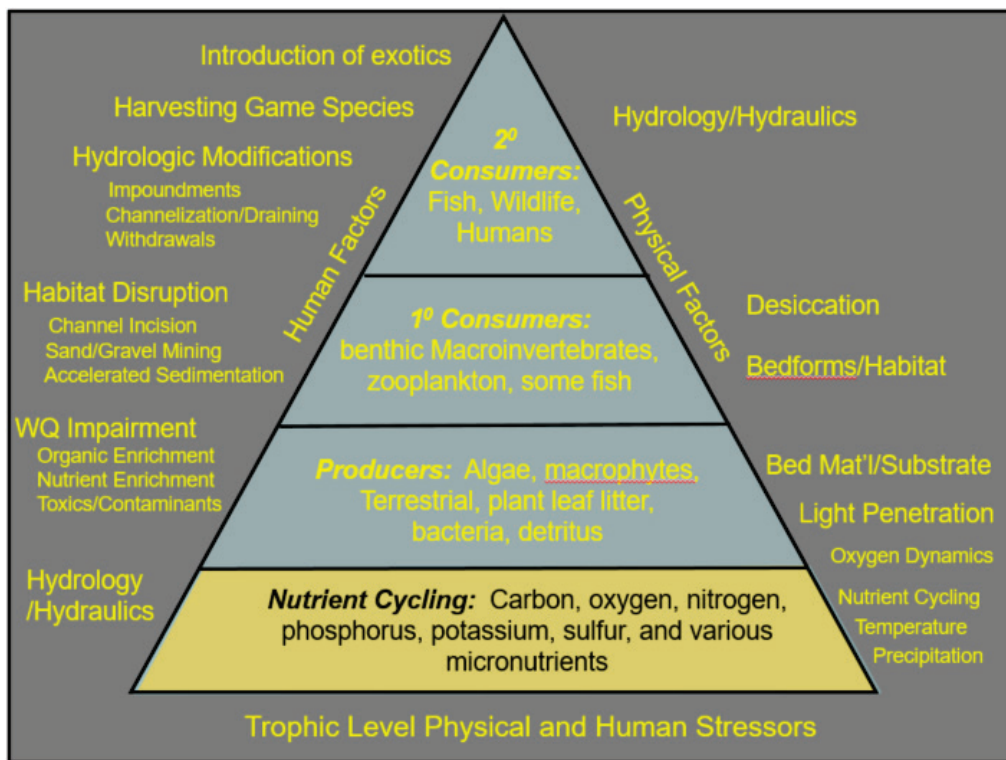 Introduction of exotics
Harvesting Game Species
Hydrologic Modifications
Impoundments
Channelization/Draining
Withdrawals
Habitat Disruption
Channel Incision
Sand/Gravel Mining
Accelerated Sedimentation
WQ Impairment
Organic Enrichment
Nutrient Enrichment
Toxics/Contaminants
Hydrology
/Hydraulics
Human Factors
2⁰
Consumers:
Fish, Wildlife,
Humans
1⁰ Consumers:
benthic Macroinvertebrates,
zooplankton, some fish
Producers: Algae, macrophytes,
Terrestrial, plant leaf litter,
bacteria, detritus
Nutrient Cycling: Carbon, oxygen, nitrogen,
phosphorus, potassium, sulfur, and various
micronutrients
Physical Factors
Hydrology/Hydraulics
Desiccation
Bedforms/Habitat
Bed Mat'l/Substrate
Light Penetration
Oxygen Dynamics
Nutrient Cycling
Temperature
Precipitation
Trophic Level Physical and Human Stressors